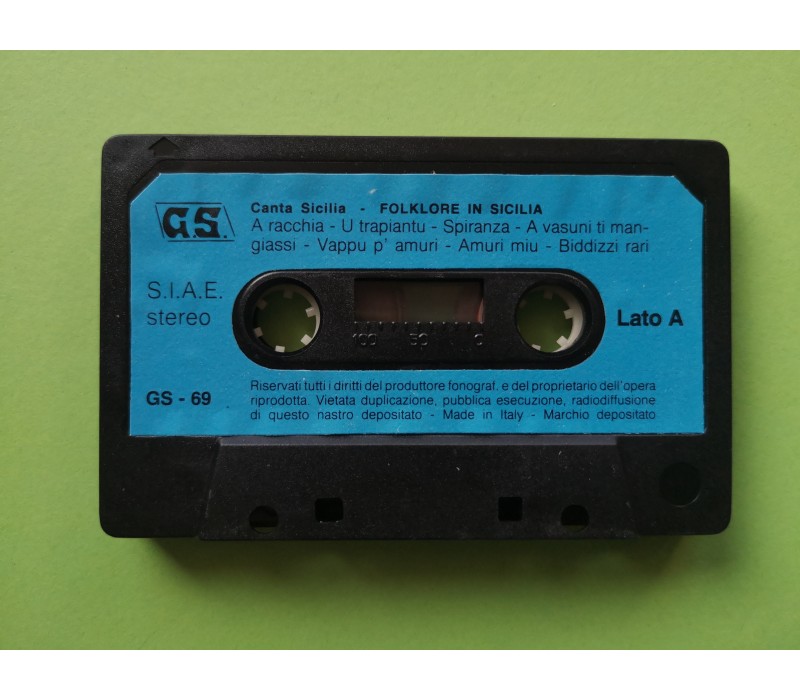 G.S.
Canta Sicilia - FOLKLORE IN SICILIA
A racchia - U trapiantu - Spiranza - A vasuni ti man-
giassi - Vappu p' amuri - Amuri miu - Biddizzi rari
S.I.A.E.
stereo
100 50 0
Lato A
GS - 69
Riservati tutti i diritti del produttore fonograf. e del proprietario dell'opera
riprodotta. Vietata duplicazione, pubblica esecuzione, radiodiffusione
di questo nastro depositato - Made in Italy - Marchio depositato